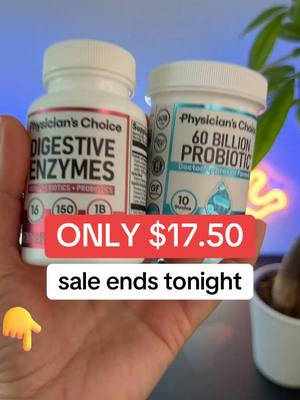 Physician's Choice
DIGESTIVE
ENZYMES
16
150
1B
Physician's Choice
60 BILLION
PROBIOTIC
10
ONLY $17.50
sale ends tonight